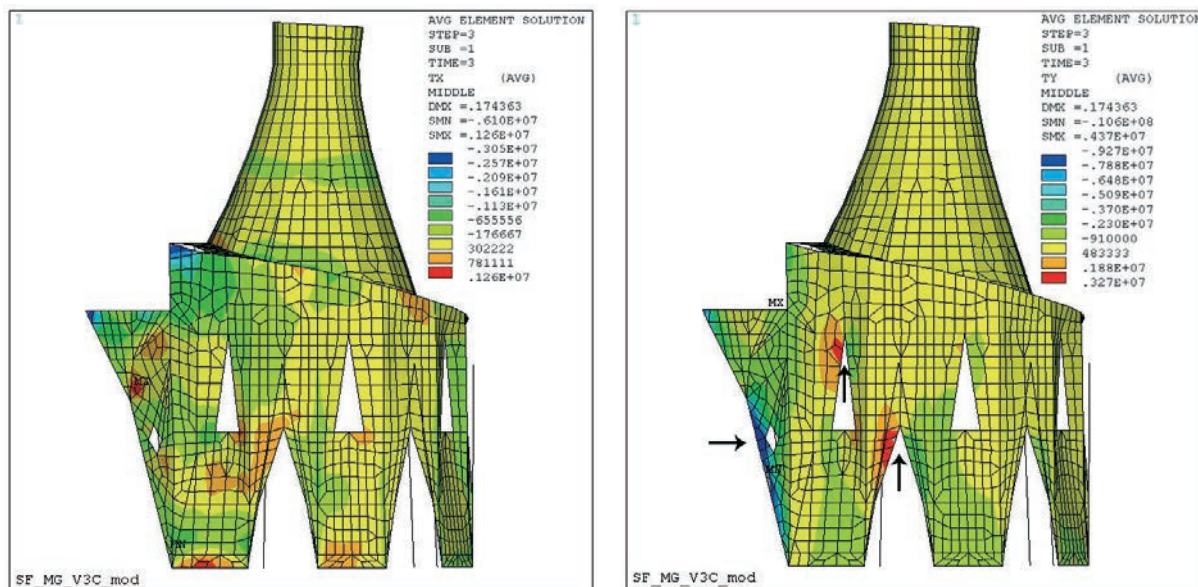 1
AVG ELEMENT SOLUTION
STEP=3
SUB =1
TIME=3
TX (AVG)
MIDDLE
DMX =.174363
SMN =-.610E+07
SMX =.126E+07
-.305E+07
-.257E+07
-.209E+07
-.161E+07
-.113E+07
-655556
-176667
302222
781111
.126E+07
MX
MN
SF_MG_V3C_mod
1
AVG ELEMENT SOLUTION
STEP=3
SUB =1
TIME=3
TY (AVG)
MIDDLE
DMX =.174363
SMN =-.106E+08
SMX =.437E+07
-.927E+07
-.788E+07
-.648E+07
-.509E+07
-.370E+07
-.230E+07
-910000
483333
.188E+07
.327E+07
MX
MN
SF_MG_V3C_mod